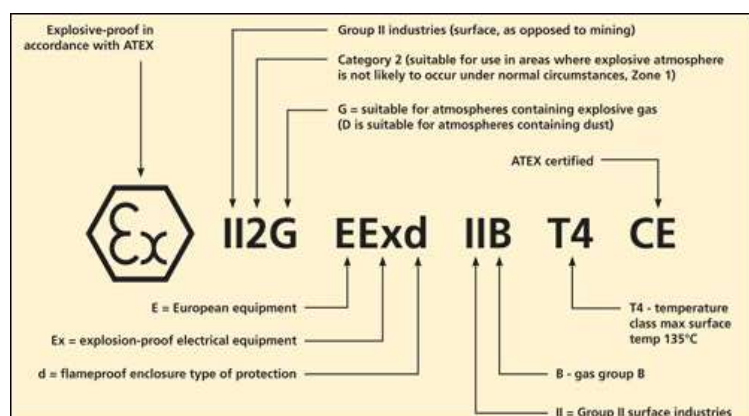 Explosive-proof in
accordance with ATEX
Group II industries (surface, as opposed to mining)
Category 2 (suitable for use in areas where explosive atmosphere
is not likely to occur under normal circumstances, Zone 1)
G = suitable for atmospheres containing explosive gas
(D is suitable for atmospheres containing dust)
ATEX certified
Ex II2G EExd IIB T4 CE
E = European equipment
Ex = explosion-proof electrical equipment
d = flameproof enclosure type of protection
T4 - temperature
class max surface
temp 135°C
B - gas group B
II = Group II surface industries